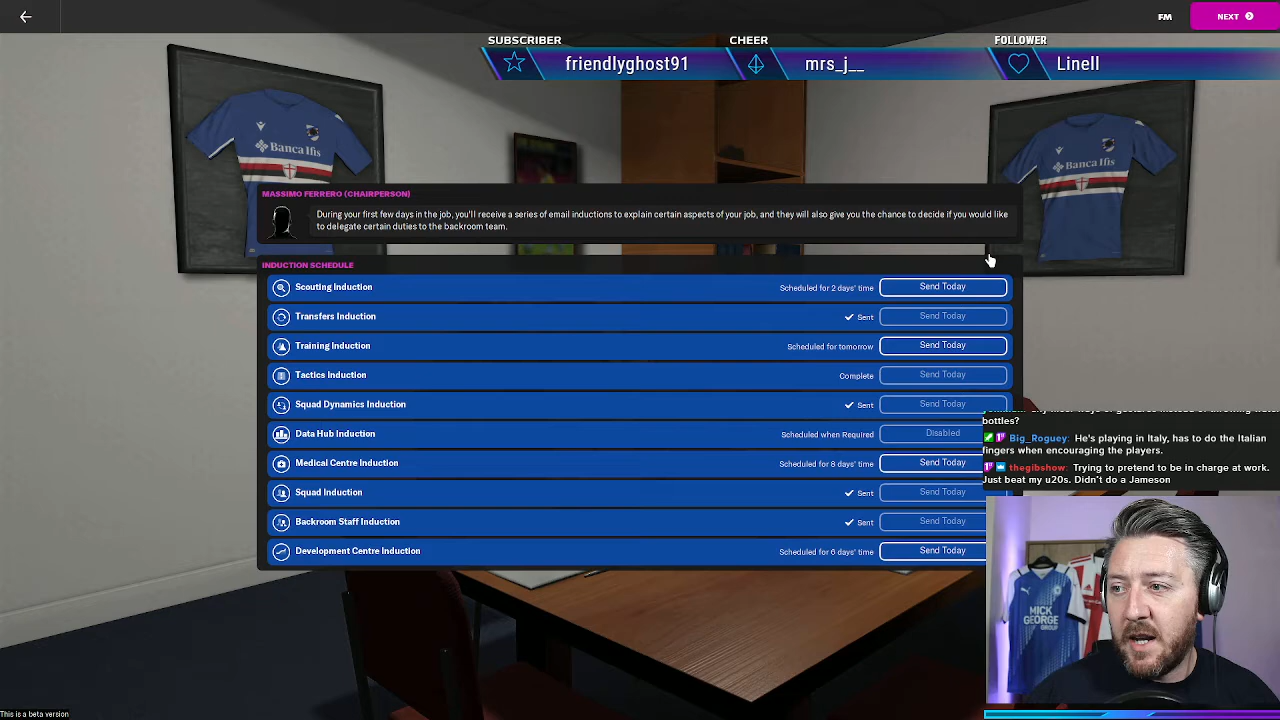 FM
NEXT
SUBSCRIBER
CHEER
FOLLOWER
friendlyghost91
mrs_j__
Linell
Banca Ifis
Banca Ifis
MASSIMO FERRERO (CHAIRPERSON)
During your first few days in the job, you'll receive a series of email inductions to explain certain aspects of your job, and they will also give you the chance to decide if you would like
to delegate certain duties to the backroom team.
INDUCTION SCHEDULE
Scouting Induction Scheduled for 2 days' time Send Today
Transfers Induction Sent Send Today
Training Induction Scheduled for tomorrow Send Today
Tactics Induction Complete Send Today
Squad Dynamics Induction Sent Send Today
Data Hub Induction Scheduled when Required Disabled
Medical Centre Induction Scheduled for 8 days' time Send Today
Squad Induction Sent Send Today
Backroom Staff Induction Sent Send Today
Development Centre Induction Scheduled for 6 days' time Send Today
bottles?
Big_Roguey: He's playing in Italy, has to do the Italian
fingers when encouraging the players.
thegibshow: Trying to pretend to be in charge at work.
Just beat my u20s. Didn't do a Jameson
MICK
GEORGE
GROUP
This is a beta version